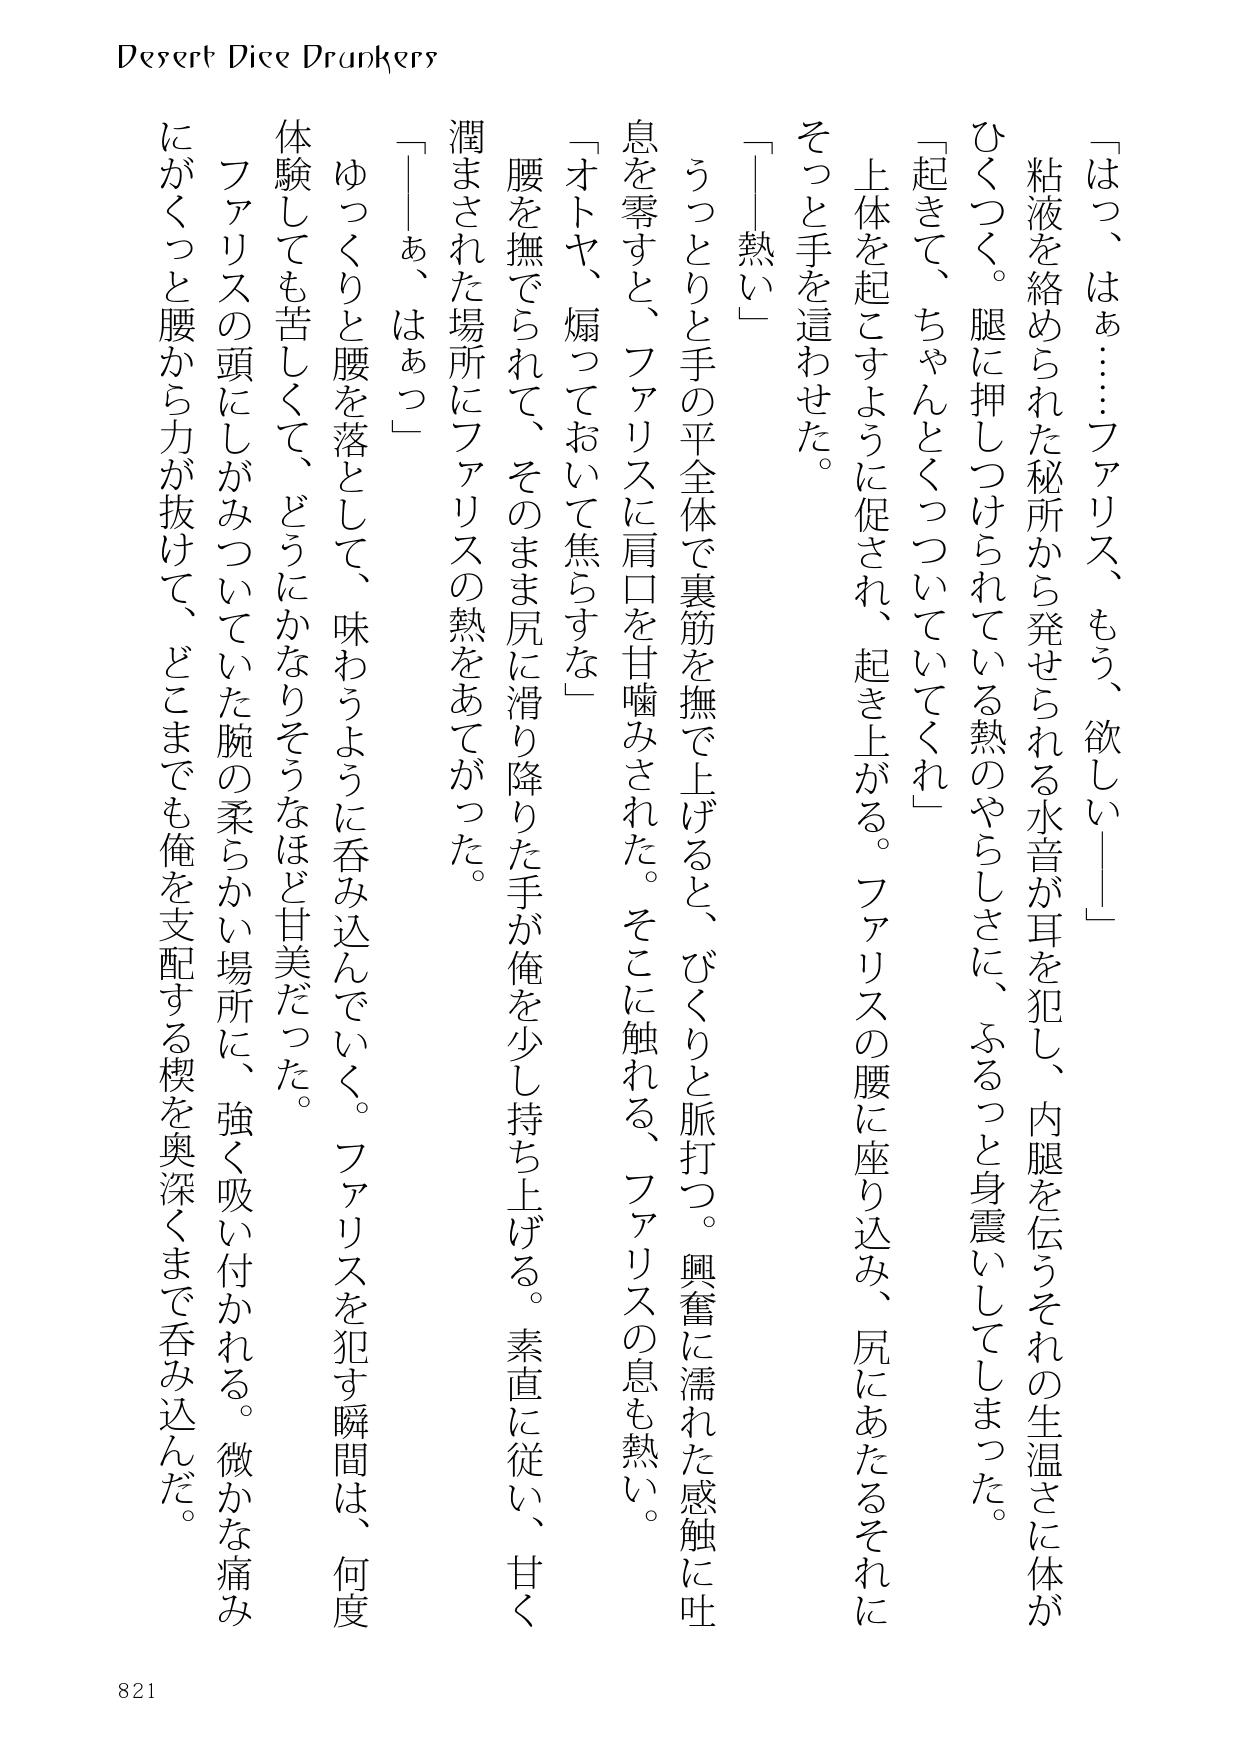 Desert Dice Drunkers
「はっ、はぁ……ファリス、もう、欲しい――」
　粘液を絡められた秘所から発せられる水音が耳を犯し、内腿を伝うそれの生温さに体が
ひくつく。腿に押しつけられている熱のやらしさに、ふるっと身震いしてしまった。
「起きて、ちゃんとくっついていてくれ」
　上体を起こすように促され、起き上がる。ファリスの腰に座り込み、尻にあたるそれに
そっと手を這わせた。
「――熱い」
　うっとりと手の平全体で裏筋を撫で上げると、びくりと脈打つ。興奮に濡れた感触に吐
息を零すと、ファリスに肩口を甘噛みされた。そこに触れる、ファリスの息も熱い。
「オトヤ、煽っておいて焦らすな」
　腰を撫でられて、そのまま尻に滑り降りた手が俺を少し持ち上げる。素直に従い、甘く
潤まされた場所にファリスの熱をあてがった。
「――ぁ、はぁっ」
　ゆっくりと腰を落として、味わうように呑み込んでいく。ファリスを犯す瞬間は、何度
体験しても苦しくて、どうにかなりそうなほど甘美だった。
　ファリスの頭にしがみついていた腕の柔らかい場所に、強く吸い付かれる。微かな痛み
にがくっと腰から力が抜けて、どこまでも俺を支配する楔を奥深くまで呑み込んだ。
821